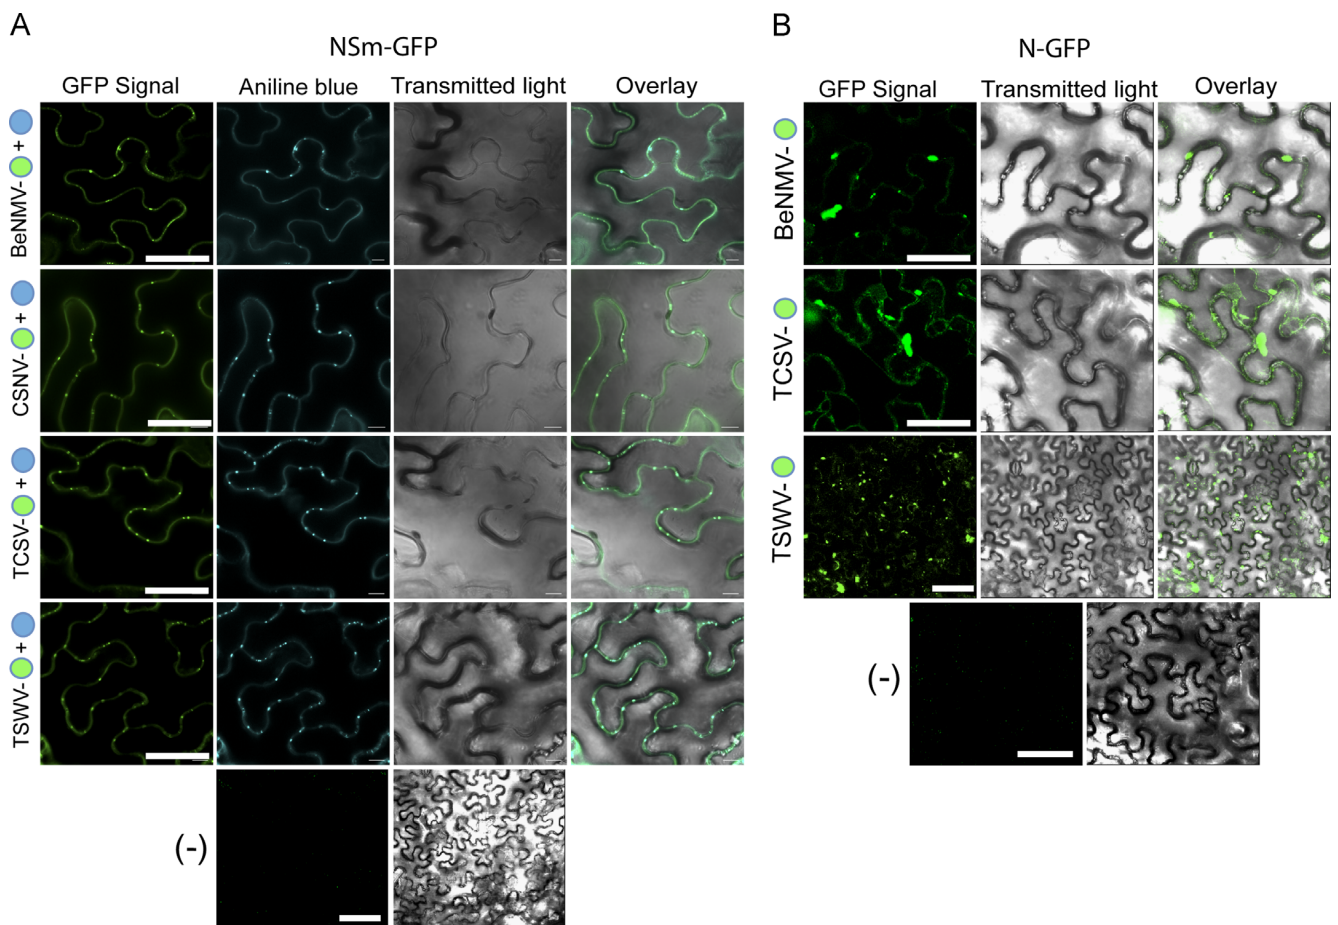 A
NSm-GFP
GFP Signal Aniline blue Transmitted light Overlay
BeNMV- +
CSNV- +
TCSV- +
TSWV- +
(-)
B
N-GFP
GFP Signal Transmitted light Overlay
BeNMV-
TCSV-
TSWV-
(-)